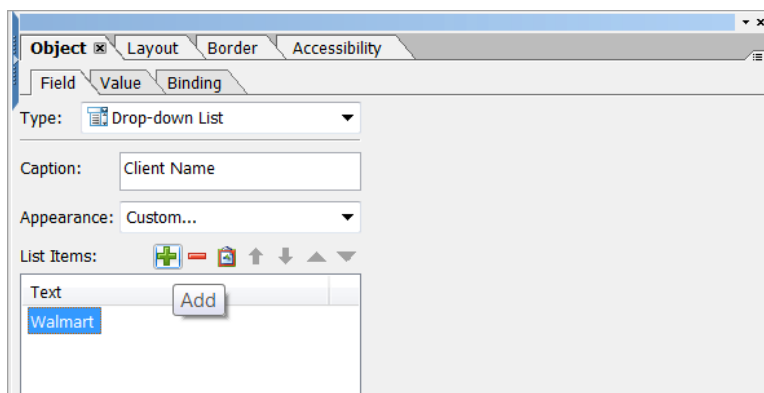 Object Layout Border Accessibility
Field Value Binding
Type: Drop-down List
Caption: Client Name
Appearance: Custom...
List Items:
Text
Add
Walmart